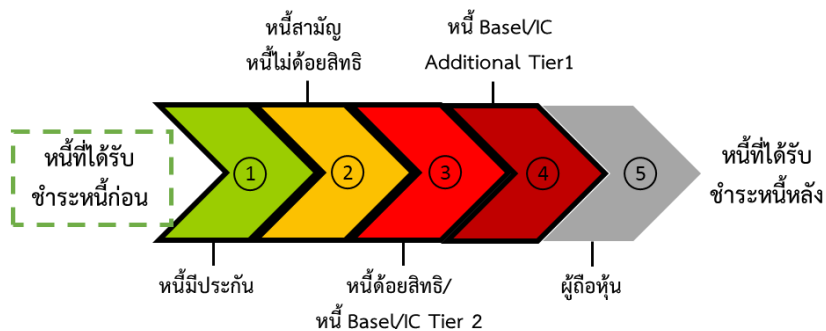 หนี้สามัญ
หนี้ไม่ด้อยสิทธิ
หนี้ Basel/IC
Additional Tier1
หนี้ที่ได้รับ
ชำระหนี้ก่อน
1
2
3
4
5
หนี้ที่ได้รับ
ชำระหนี้หลัง
หนี้มีประกัน
หนี้ด้อยสิทธิ/
หนี้ Basel/IC Tier 2
ผู้ถือหุ้น